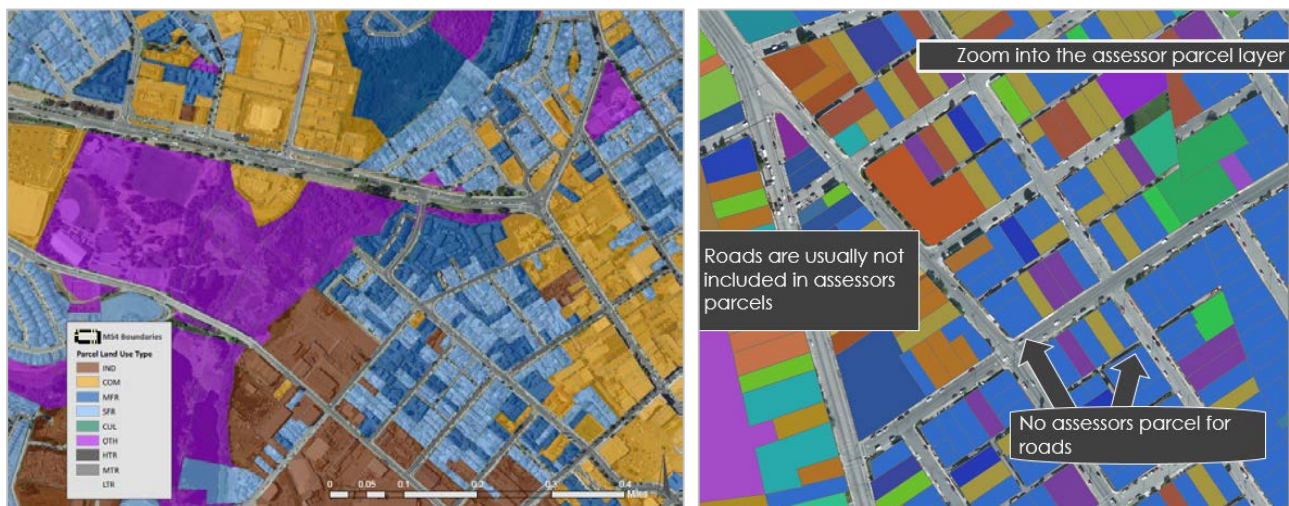 MS4 Boundaries
Parcel Land Use Type
IND
COM
MFR
SFR
CUL
OTH
HTR
MTR
LTR
0 0.05 0.1 0.2 0.3 0.4
Miles
Zoom into the assessor parcel layer
Roads are usually not
included in assessors
parcels
No assessors parcel for
roads